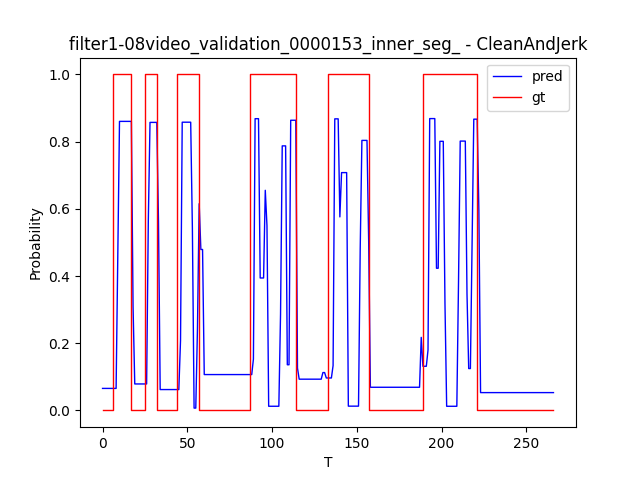 filter1-08video_validation_0000153_inner_seg_ - CleanAndJerk
pred
gt
1.0
0.8
0.6
0.4
0.2
0.0
Probability
0
50
100
150
200
250
T